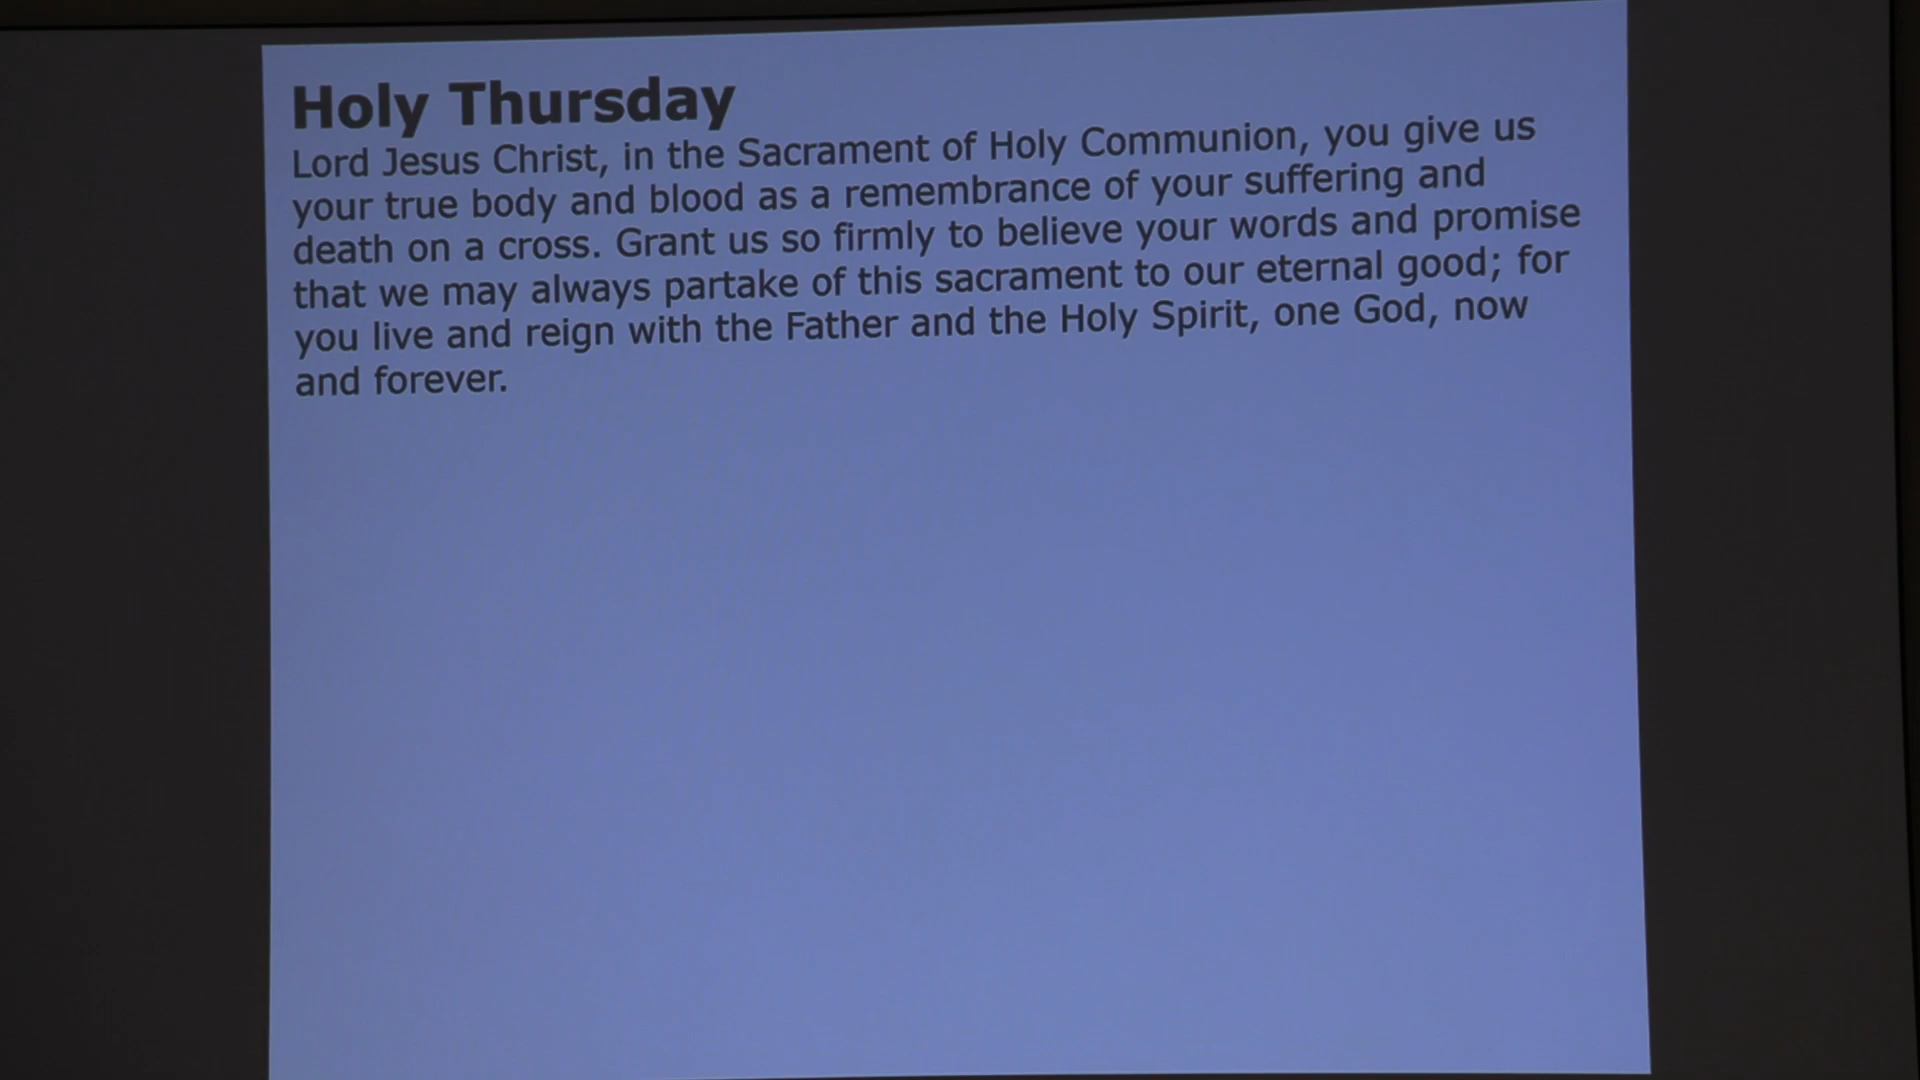 Holy Thursday
Lord Jesus Christ, in the Sacrament of Holy Communion, you give us
your true body and blood as a remembrance of your suffering and
death on a cross. Grant us so firmly to believe your words and promise
that we may always partake of this sacrament to our eternal good; for
you live and reign with the Father and the Holy Spirit, one God, now
and forever.